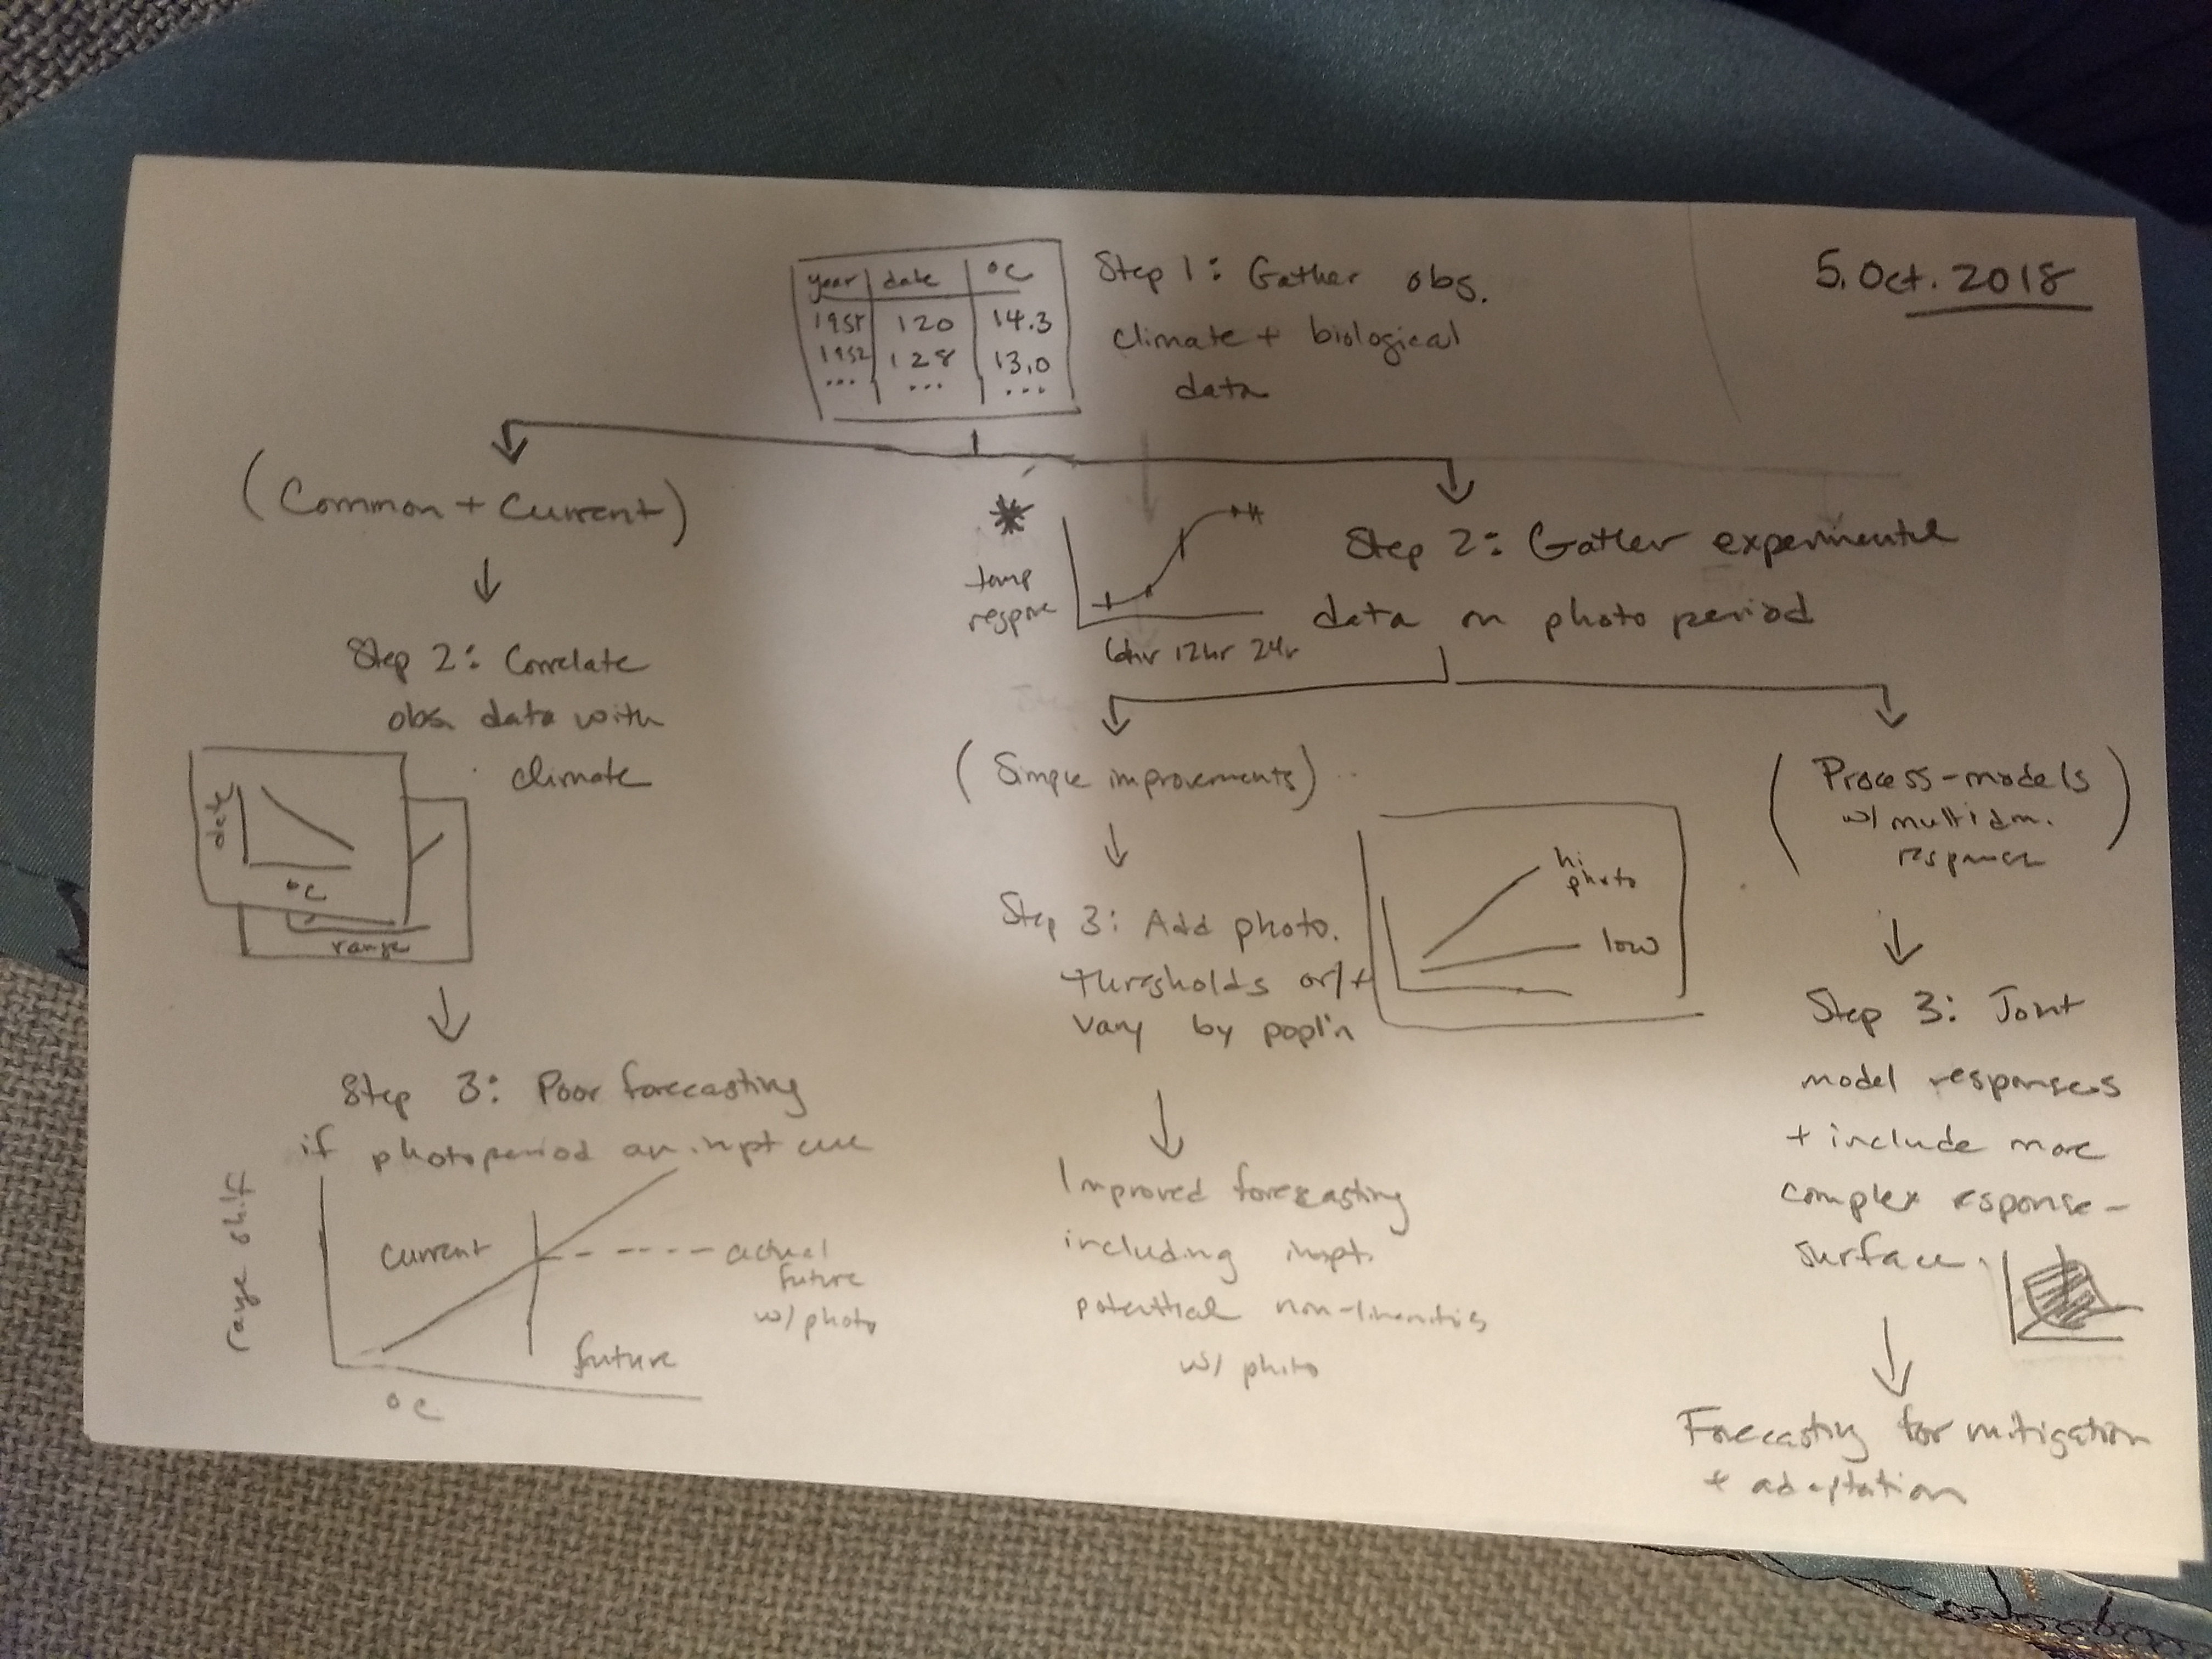 5. Oct. 2018
year date °C
1951 120 14.3
1952 128 13.0
... ... ...
Step 1: Gather obs.
climate + biological
data
(Common + Current)
Step 2: Correlate
obs. data with
climate
date
°C
range
Step 3: Poor forecasting
if photoperiod an impt cue
range shift
current
actual
future
w/ photo
future
°C
temp
respone
6hr 12hr 24r
Step 2: Gather experimental
data on photoperiod
(Simple improvements)
Step 3: Add photo.
thresholds or/+
vary by popl'n
hi
photo
low
Improved forecasting
including impt.
potential non-linearities
w/ photo
(Process-models
w/ multidim.
response)
Step 3: Joint
model responses
+ include more
complex response-
surface.
Forecasting for mitigation
+ adaptation